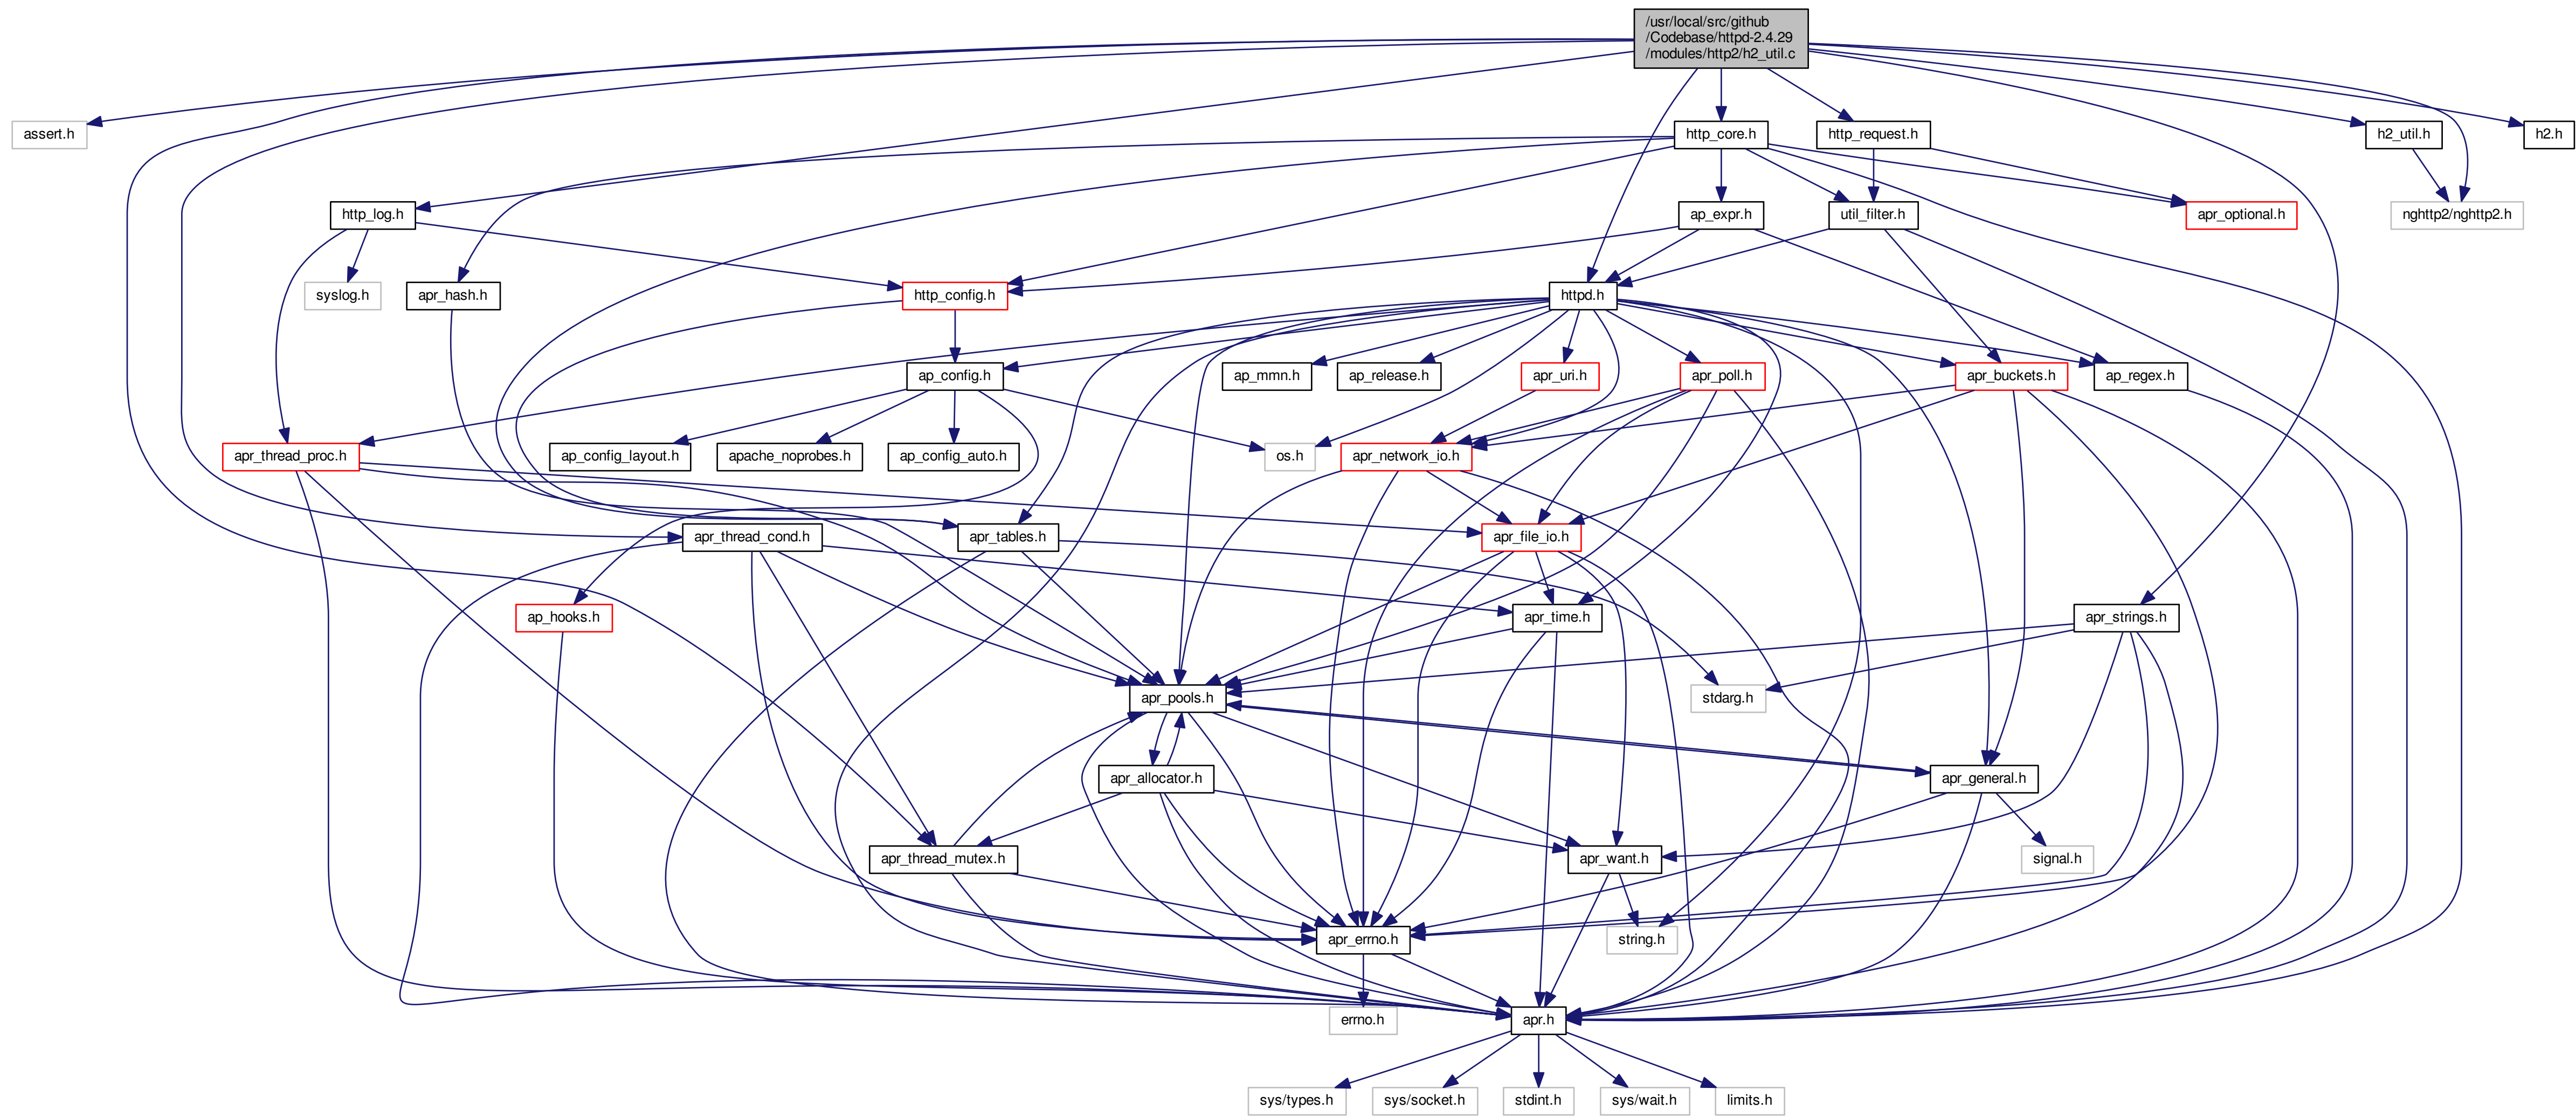 /usr/local/src/github
/Codebase/httpd-2.4.29
/modules/http2/h2_util.c
assert.h
http_core.h
http_request.h
h2_util.h
h2.h
http_log.h
ap_expr.h
util_filter.h
apr_optional.h
nghttp2/nghttp2.h
syslog.h
apr_hash.h
http_config.h
httpd.h
ap_config.h
ap_mmn.h
ap_release.h
apr_uri.h
apr_poll.h
apr_buckets.h
ap_regex.h
apr_thread_proc.h
ap_config_layout.h
apache_noprobes.h
ap_config_auto.h
os.h
apr_network_io.h
apr_thread_cond.h
apr_tables.h
apr_file_io.h
ap_hooks.h
apr_time.h
apr_strings.h
apr_pools.h
stdarg.h
apr_allocator.h
apr_general.h
apr_thread_mutex.h
apr_want.h
signal.h
apr_errno.h
string.h
errno.h
apr.h
sys/types.h
sys/socket.h
stdint.h
sys/wait.h
limits.h